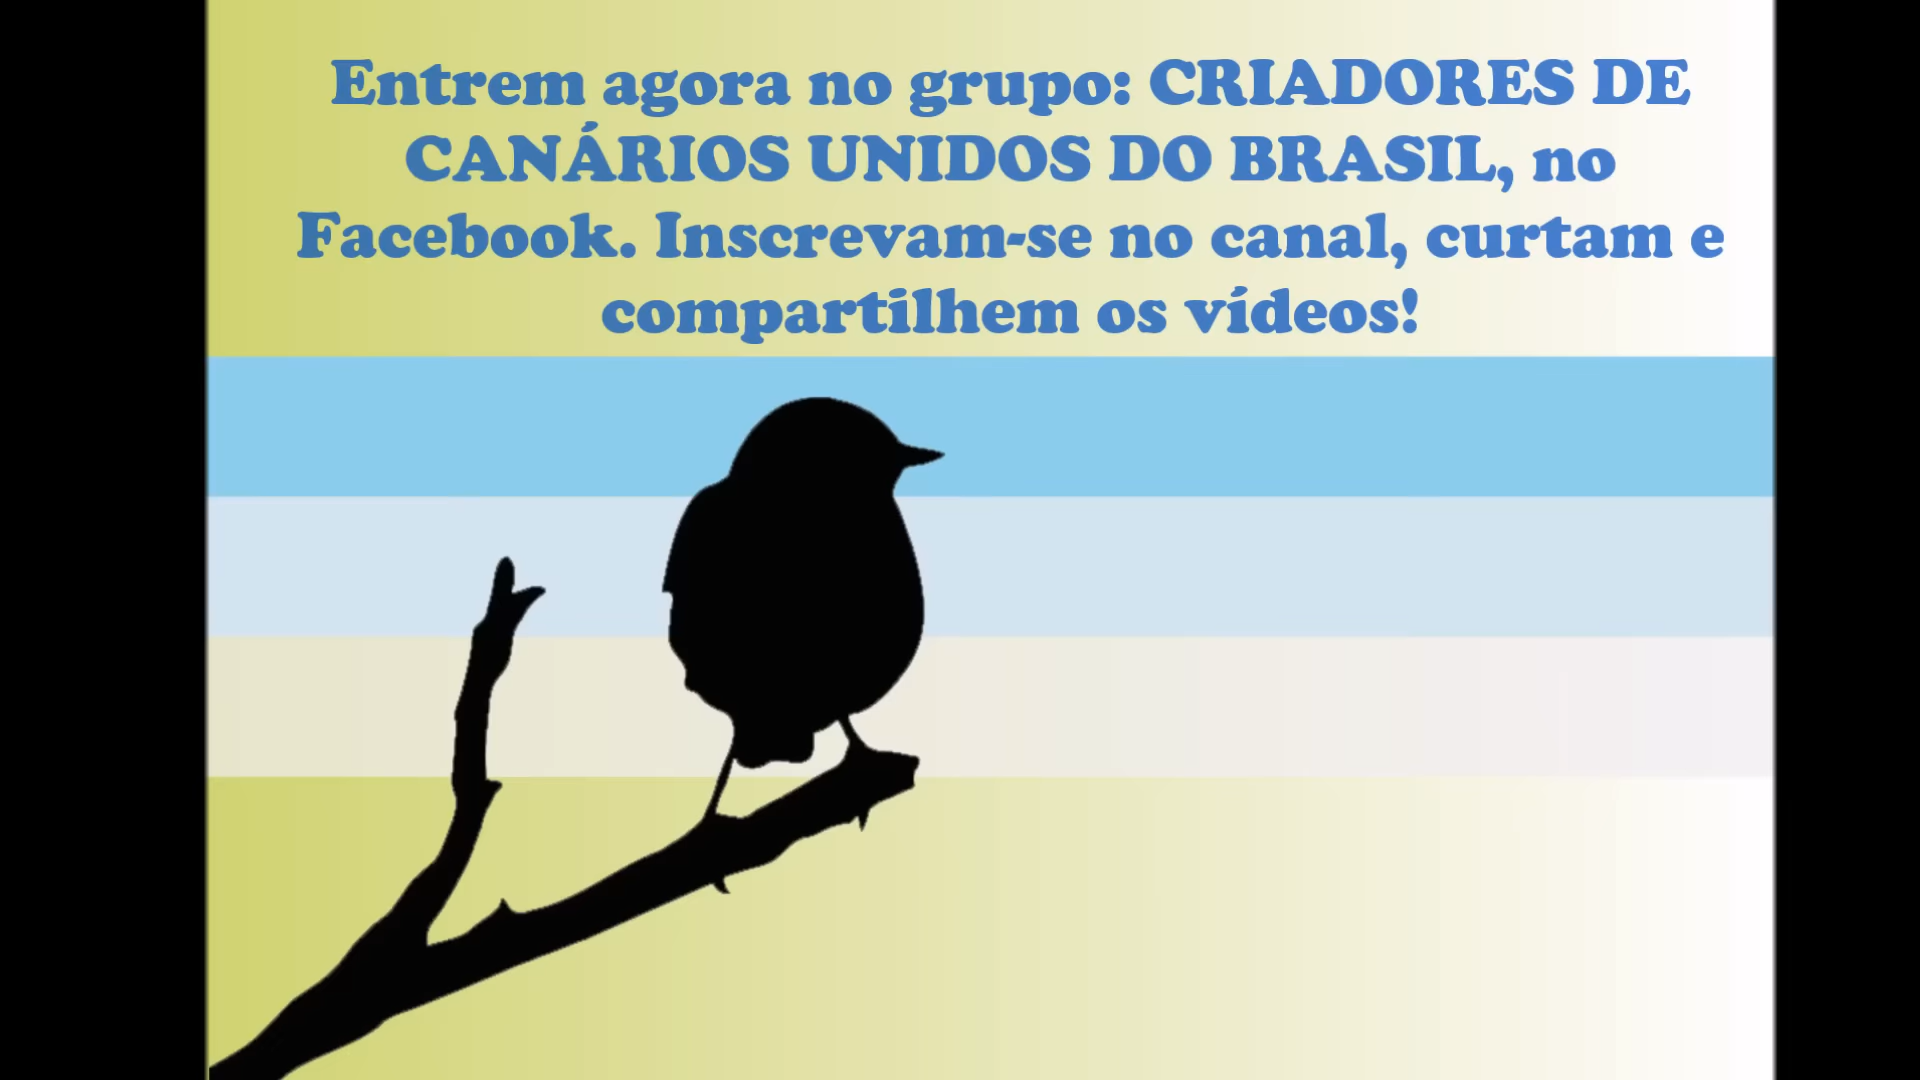 Entrem agora no grupo: CRIADORES DE
CANÁRIOS UNIDOS DO BRASIL, no
Facebook. Inscrevam-se no canal, curtam e
compartilhem os vídeos!